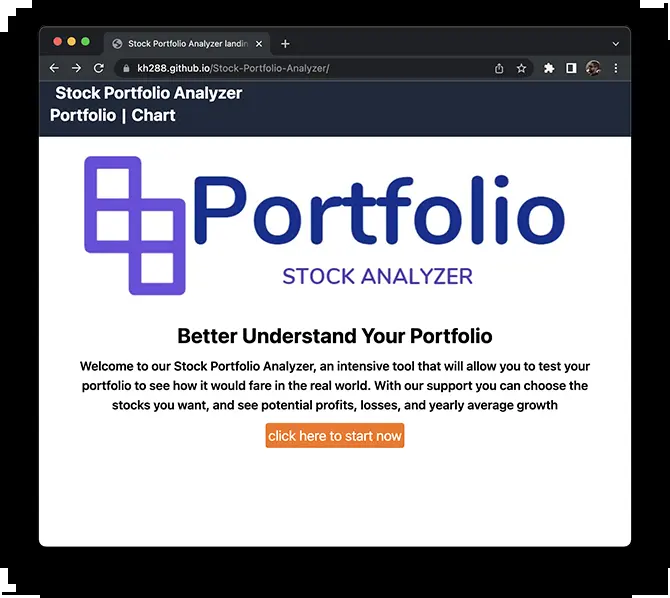 Stock Portfolio Analyzer landin
kh288.github.io/Stock-Portfolio-Analyzer/
Stock Portfolio Analyzer
Portfolio | Chart
Portfolio
STOCK ANALYZER
Better Understand Your Portfolio
Welcome to our Stock Portfolio Analyzer, an intensive tool that will allow you to test your
portfolio to see how it would fare in the real world. With our support you can choose the
stocks you want, and see potential profits, losses, and yearly average growth
click here to start now